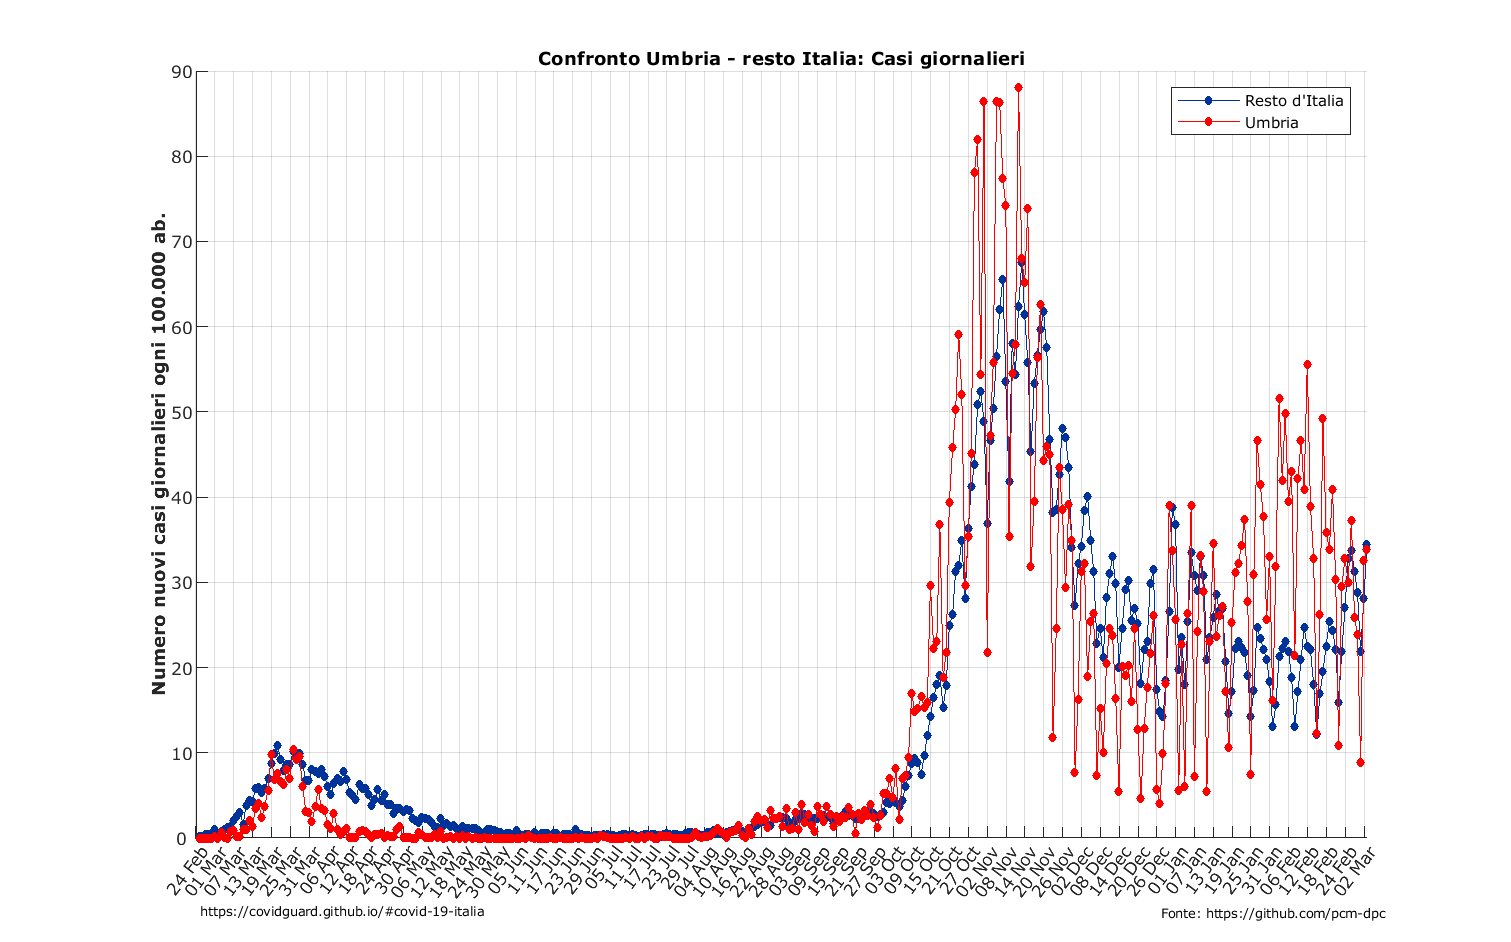 Confronto Umbria - resto Italia: Casi giornalieri
Resto d'Italia
Umbria
Numero nuovi casi giornalieri ogni 100.000 ab.
90
80
70
60
50
40
30
20
10
0
24 Feb
01 Mar
07 Mar
13 Mar
19 Mar
25 Mar
31 Mar
06 Apr
12 Apr
18 Apr
24 Apr
30 Apr
06 May
12 May
18 May
24 May
30 May
05 Jun
11 Jun
17 Jun
23 Jun
29 Jun
05 Jul
11 Jul
17 Jul
23 Jul
29 Jul
04 Aug
10 Aug
16 Aug
22 Aug
28 Aug
03 Sep
09 Sep
15 Sep
21 Sep
27 Sep
03 Oct
09 Oct
15 Oct
21 Oct
27 Oct
02 Nov
08 Nov
14 Nov
20 Nov
26 Nov
02 Dec
08 Dec
14 Dec
20 Dec
26 Dec
01 Jan
07 Jan
13 Jan
19 Jan
25 Jan
31 Jan
06 Feb
12 Feb
18 Feb
24 Feb
02 Mar
https://covidguard.github.io/#covid-19-italia
Fonte: https://github.com/pcm-dpc